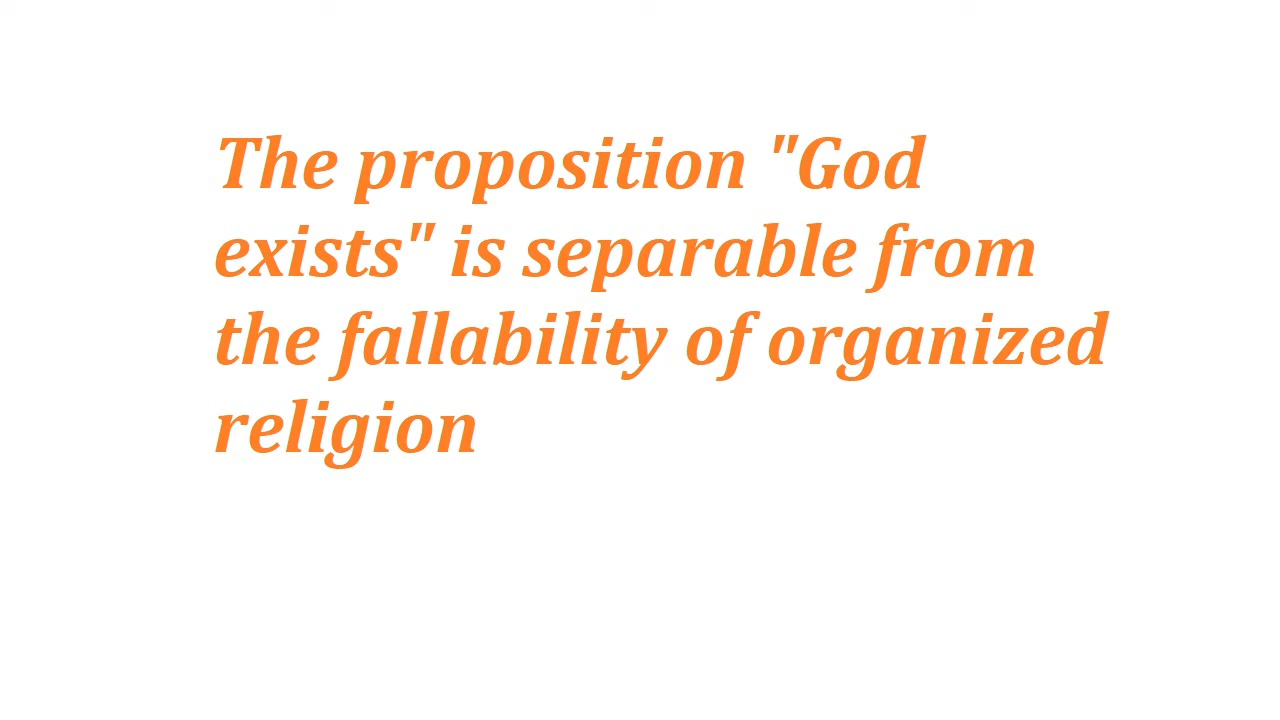 The proposition "God
exists" is separable from
the fallability of organized
religion